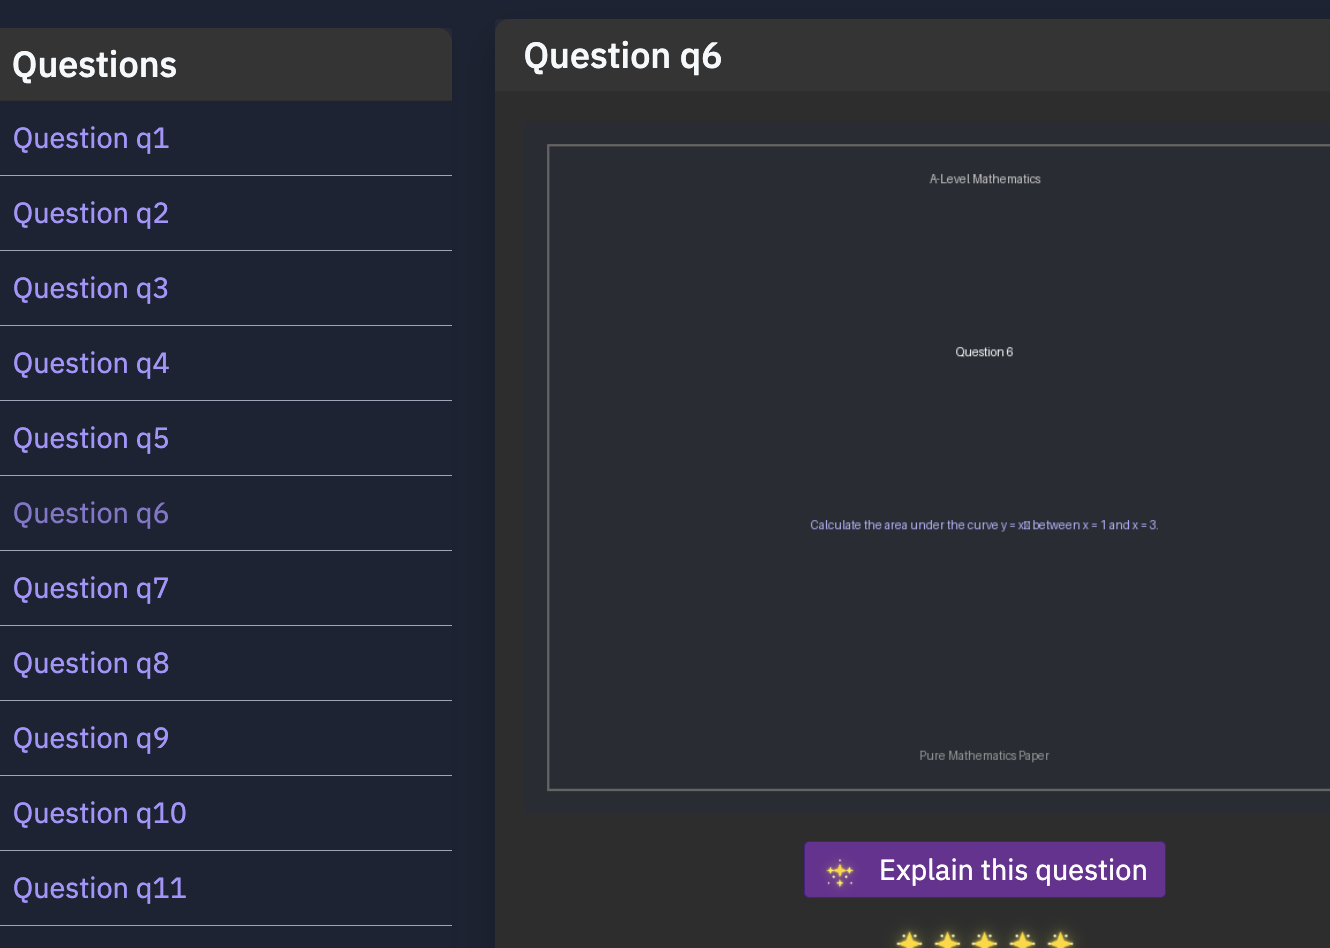 Questions
Question q1
Question q2
Question q3
Question q4
Question q5
Question q6
Question q7
Question q8
Question q9
Question q10
Question q11
Question q6
A-Level Mathematics
Question 6
Calculate the area under the curve y = x▯ between x = 1 and x = 3.
Pure Mathematics Paper
Explain this question